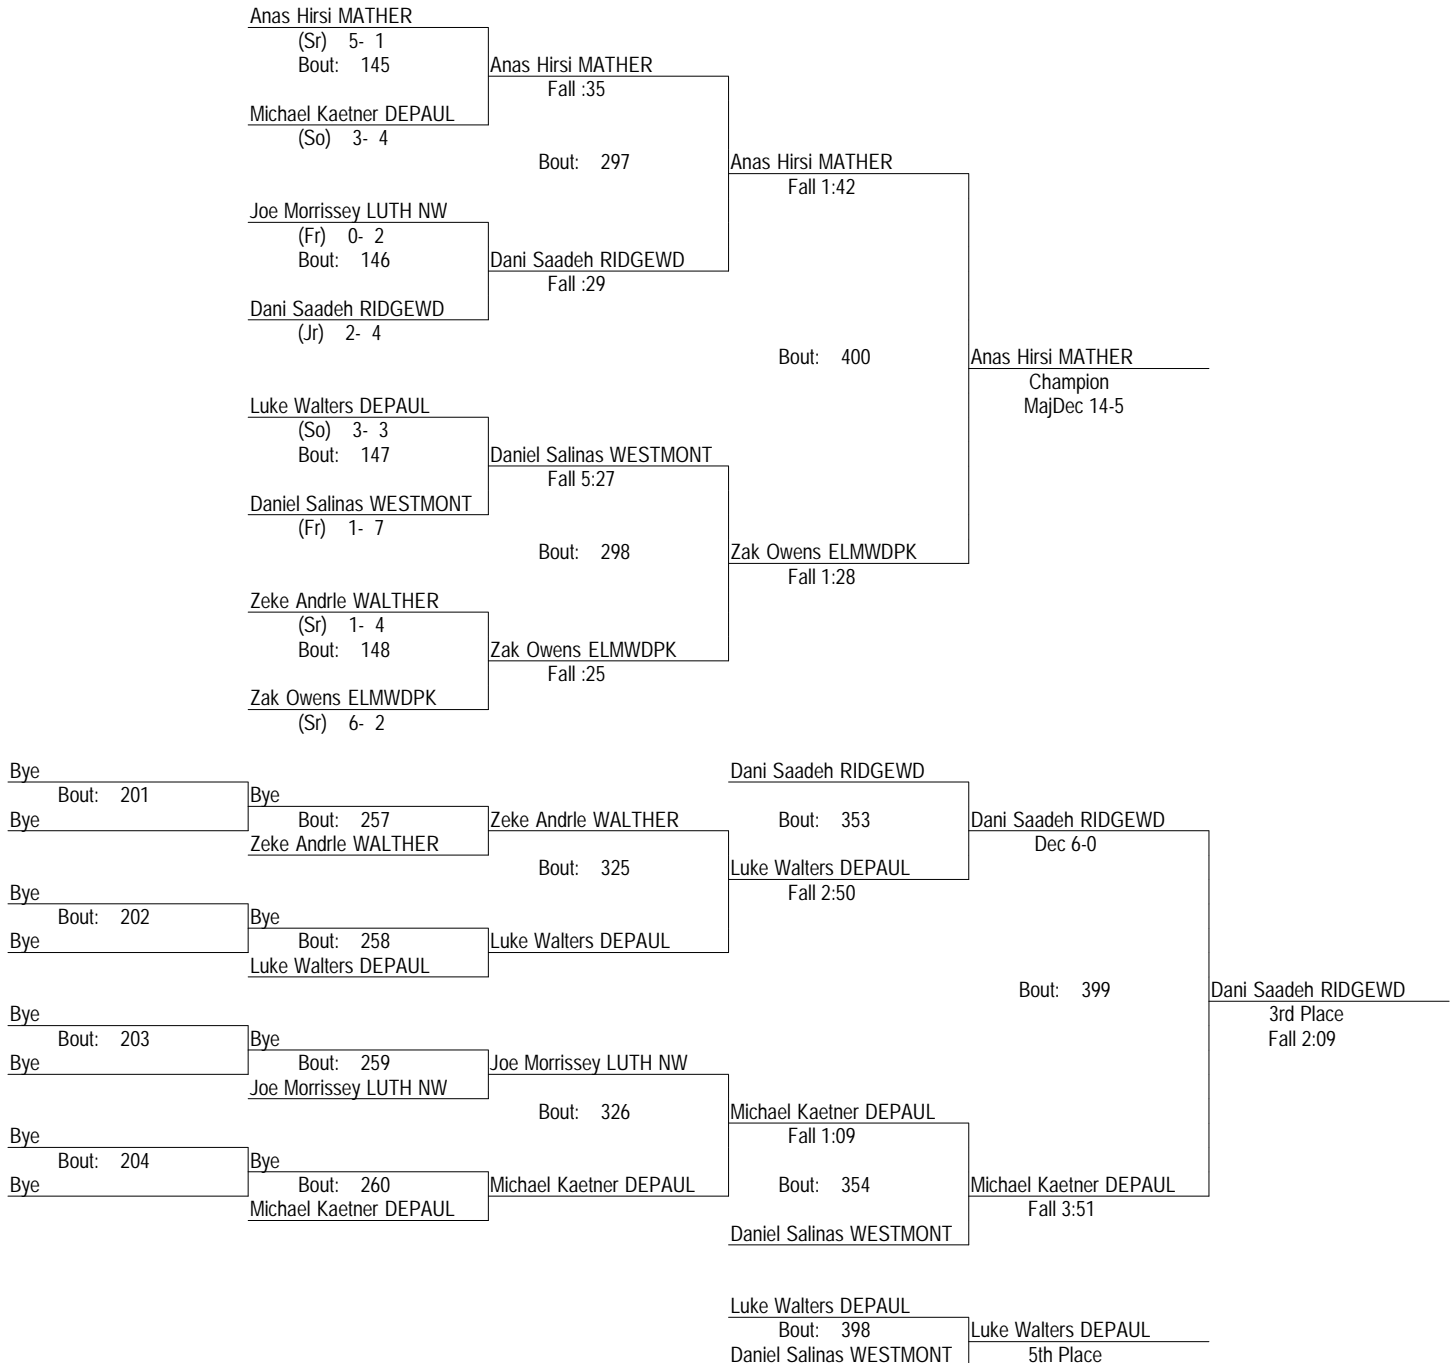 Anas Hirsi MATHER
(Sr) 5- 1
Bout: 145
Anas Hirsi MATHER
Fall :35
Michael Kaetner DEPAUL
(So) 3- 4
Bout: 297
Anas Hirsi MATHER
Fall 1:42
Joe Morrissey LUTH NW
(Fr) 0- 2
Bout: 146
Dani Saadeh RIDGEWD
Fall :29
Dani Saadeh RIDGEWD
(Jr) 2- 4
Bout: 400
Anas Hirsi MATHER
Champion
MajDec 14-5
Luke Walters DEPAUL
(So) 3- 3
Bout: 147
Daniel Salinas WESTMONT
Fall 5:27
Daniel Salinas WESTMONT
(Fr) 1- 7
Bout: 298
Zak Owens ELMWDPK
Fall 1:28
Zeke Andrle WALTHER
(Sr) 1- 4
Bout: 148
Zak Owens ELMWDPK
Fall :25
Zak Owens ELMWDPK
(Sr) 6- 2
Bye
Bout: 201
Bye
Bye
Bout: 257
Zeke Andrle WALTHER
Zeke Andrle WALTHER
Bout: 325
Dani Saadeh RIDGEWD
Bout: 353
Luke Walters DEPAUL
Fall 2:50
Dani Saadeh RIDGEWD
Dec 6-0
Bye
Bout: 202
Bye
Bye
Bout: 258
Luke Walters DEPAUL
Luke Walters DEPAUL
Bout: 399
Dani Saadeh RIDGEWD
3rd Place
Fall 2:09
Bye
Bout: 203
Bye
Bye
Bout: 259
Joe Morrissey LUTH NW
Joe Morrissey LUTH NW
Bout: 326
Michael Kaetner DEPAUL
Fall 1:09
Bye
Bout: 204
Bye
Bye
Bout: 260
Michael Kaetner DEPAUL
Michael Kaetner DEPAUL
Bout: 354
Michael Kaetner DEPAUL
Fall 3:51
Daniel Salinas WESTMONT
Luke Walters DEPAUL
Bout: 398
Daniel Salinas WESTMONT
Luke Walters DEPAUL
5th Place